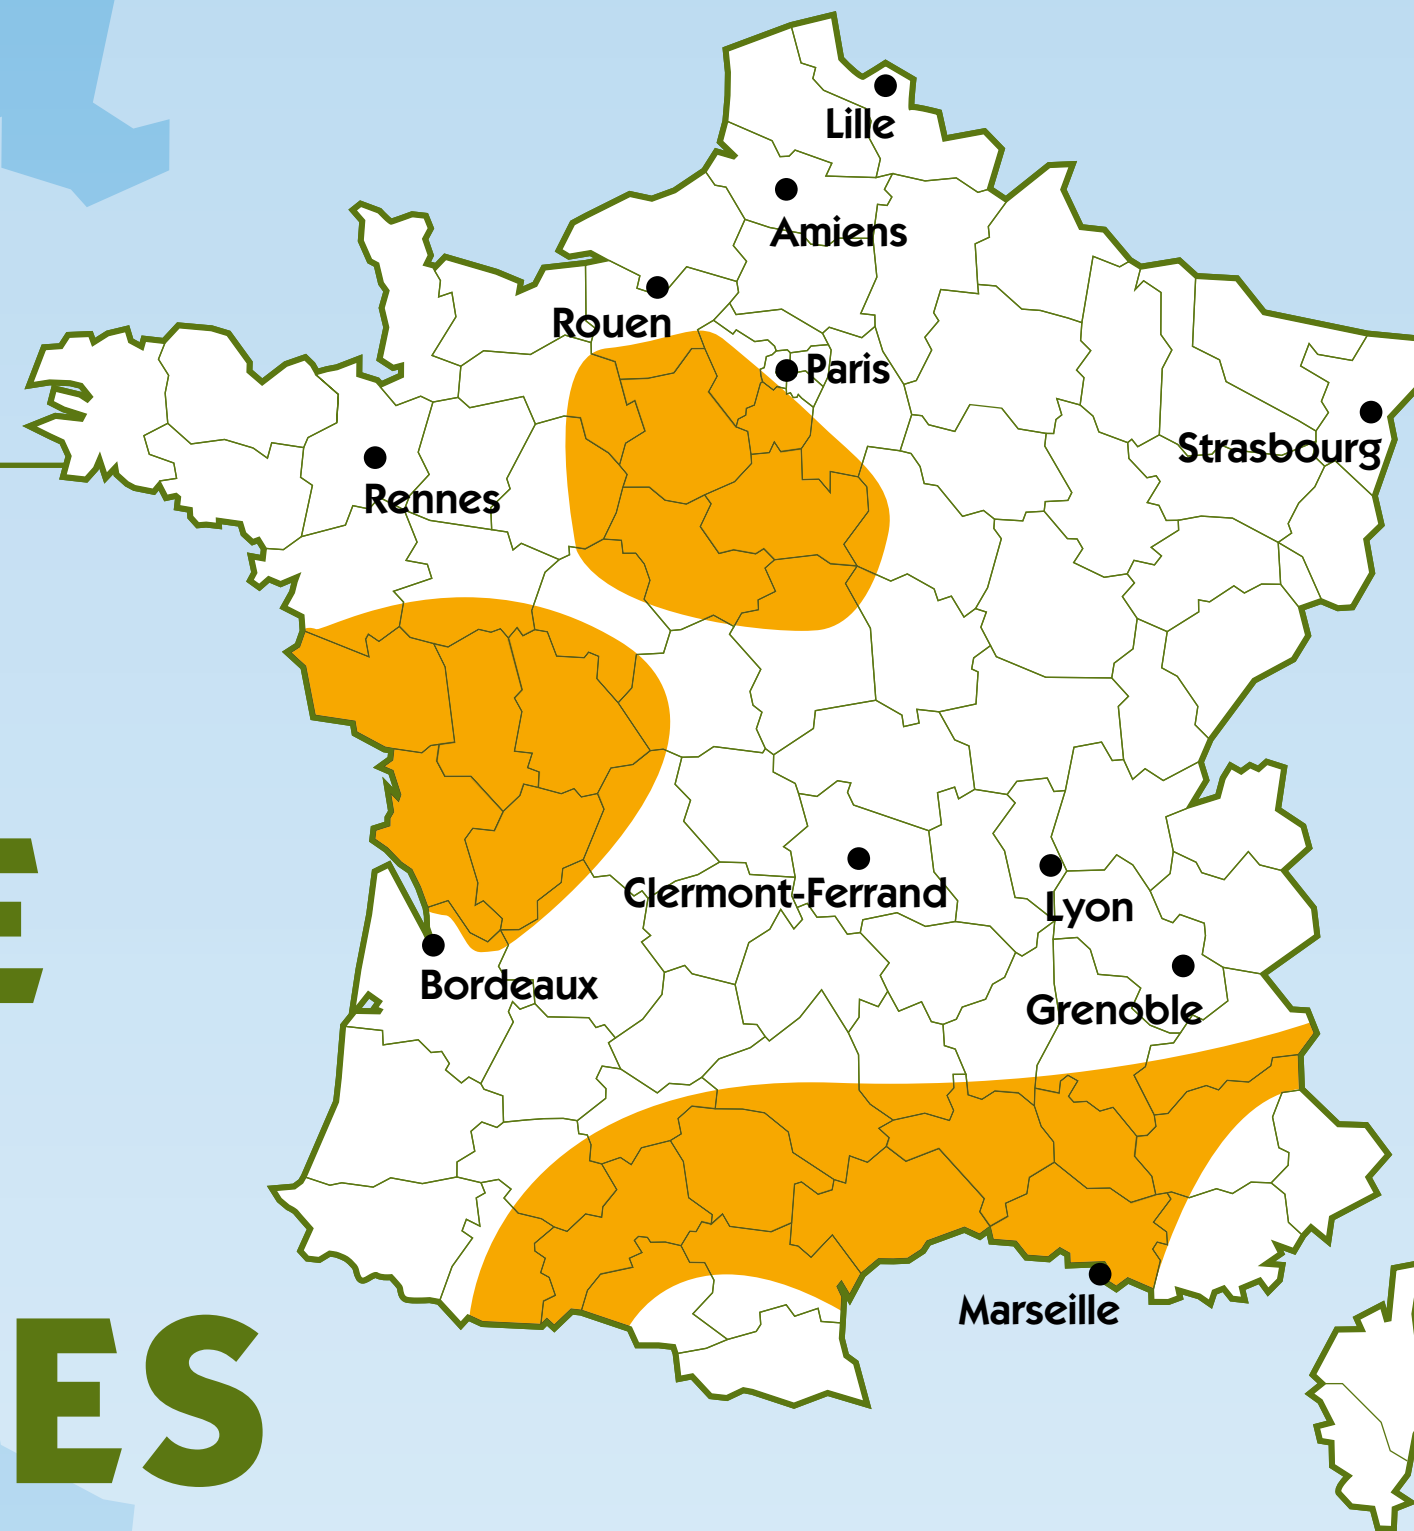 Lille
Amiens
Rouen
Paris
Strasbourg
Rennes
E
Clermont-Ferrand
Lyon
Bordeaux
Grenoble
Marseille
ES